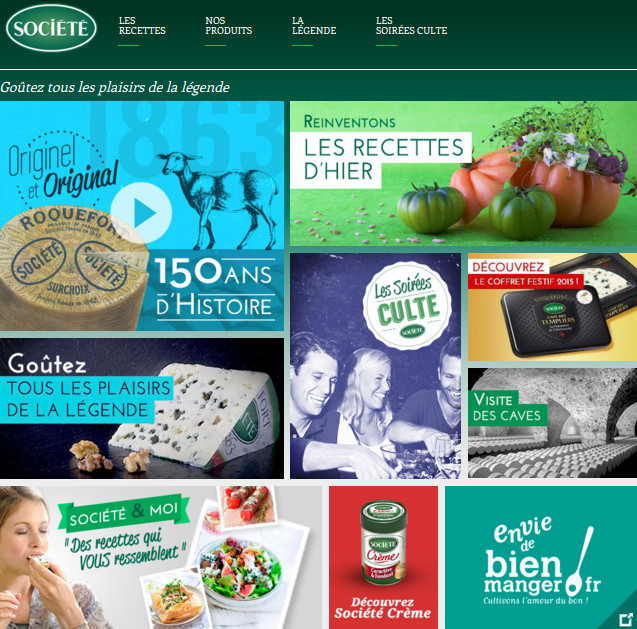 SOCIÉTÉ
LES
RECETTES
NOS
PRODUITS
LA
LÉGENDE
LES
SOIRÉES CULTE
Goûtez tous les plaisirs de la légende
1863
Originel
et Original
ROQUEFORT
SOCIÉTÉ
SOCIÉTÉ
SURCHOIX
150 ANS
D'HISTOIRE
REINVENTONS
LES RECETTES
D'HIER
Les Soirées
CULTE
SOCIÉTÉ
DÉCOUVREZ
LE COFFRET FESTIF 2015 !
SOCIÉTÉ
TEMPLIERS
GOÛTEZ
TOUS LES PLAISIRS
DE LA LÉGENDE
VISITE
DES CAVES
SOCIÉTÉ & MOI
"Des recettes qui
VOUS ressemblent"
SOCIÉTÉ
Crème
Caractère
& Fondant
Découvrez
Société Crème
envie
de
bien
manger.fr
Cultivons l'amour du bon !